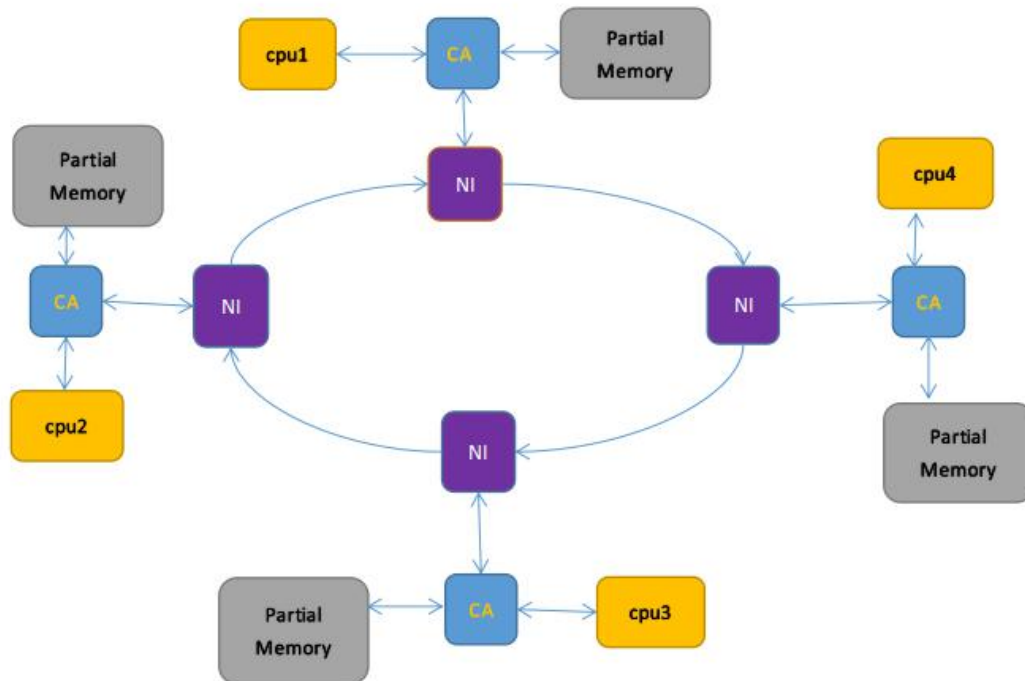 cpu1
CA
Partial
Memory
Partial
Memory
NI
cpu4
CA
NI
NI
CA
cpu2
NI
Partial
Memory
Partial
Memory
CA
cpu3